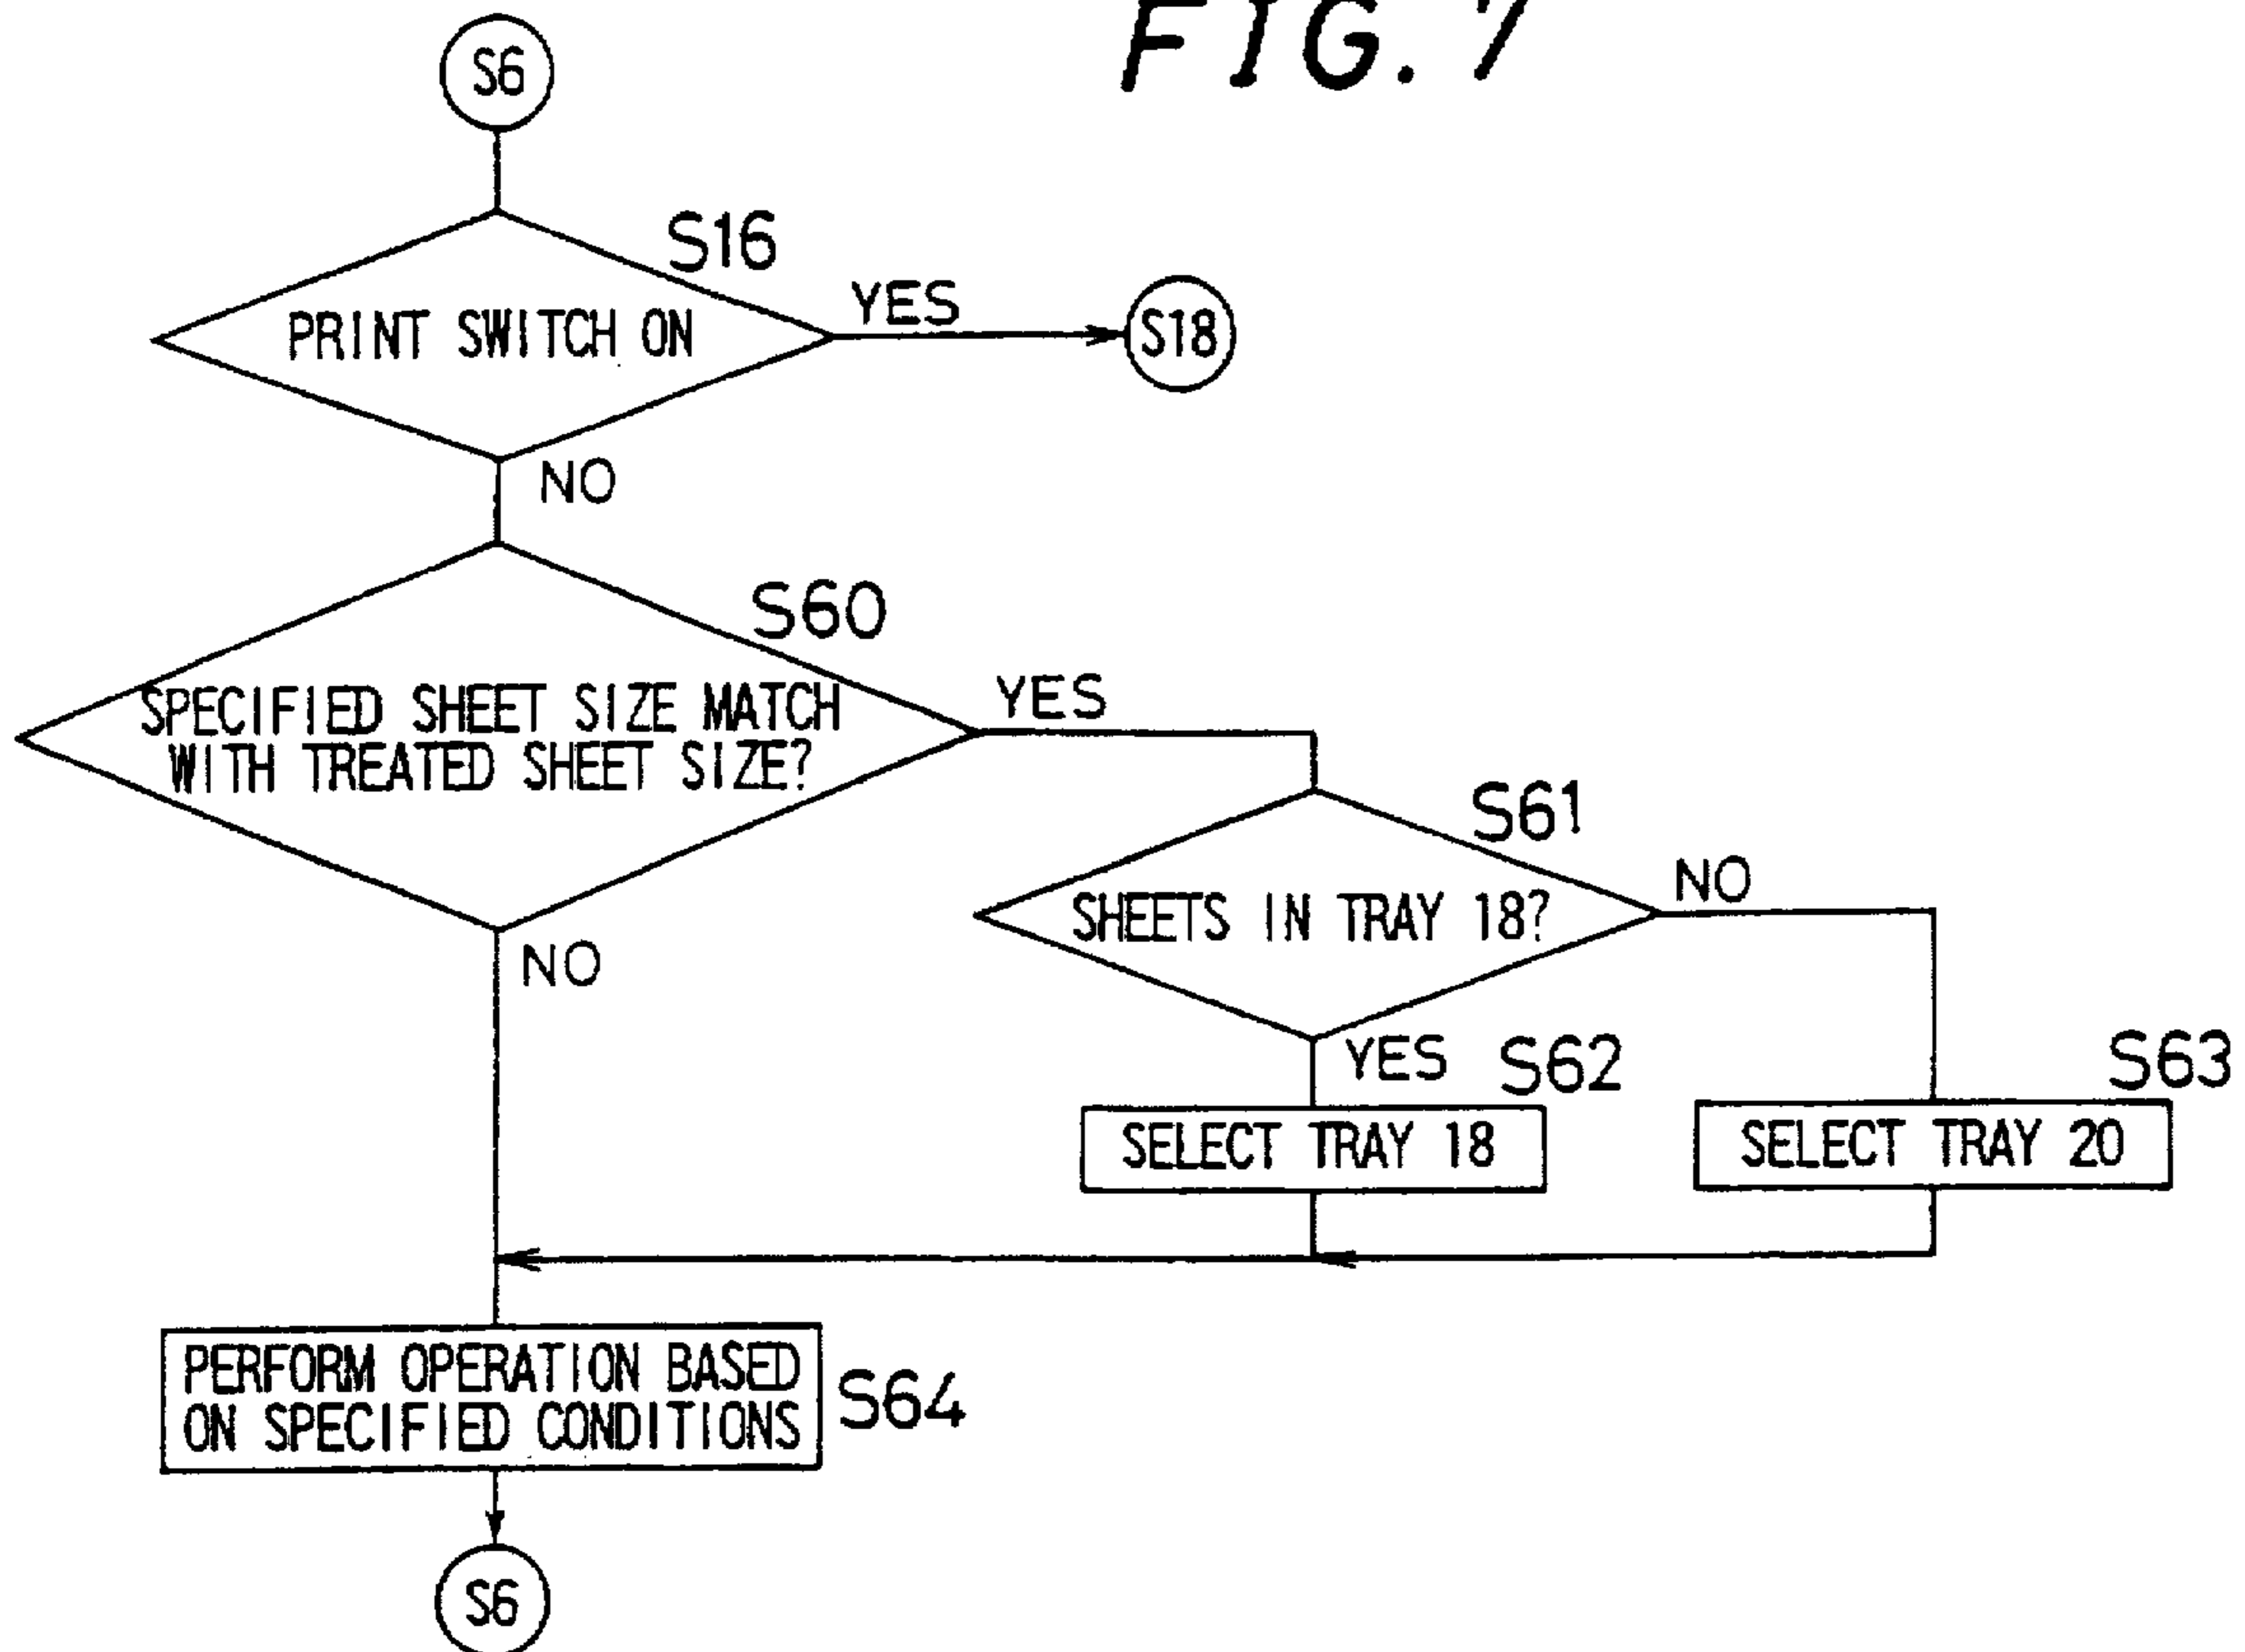 FIG. 7
S6
S16
PRINT SWITCH ON
YES
S18
NO
S60
SPECIFIED SHEET SIZE MATCH
WITH TREATED SHEET SIZE?
YES
S61
SHEETS IN TRAY 18?
NO
NO
YES
S62
S63
SELECT TRAY 18
SELECT TRAY 20
PERFORM OPERATION BASED
ON SPECIFIED CONDITIONS
S64
S6